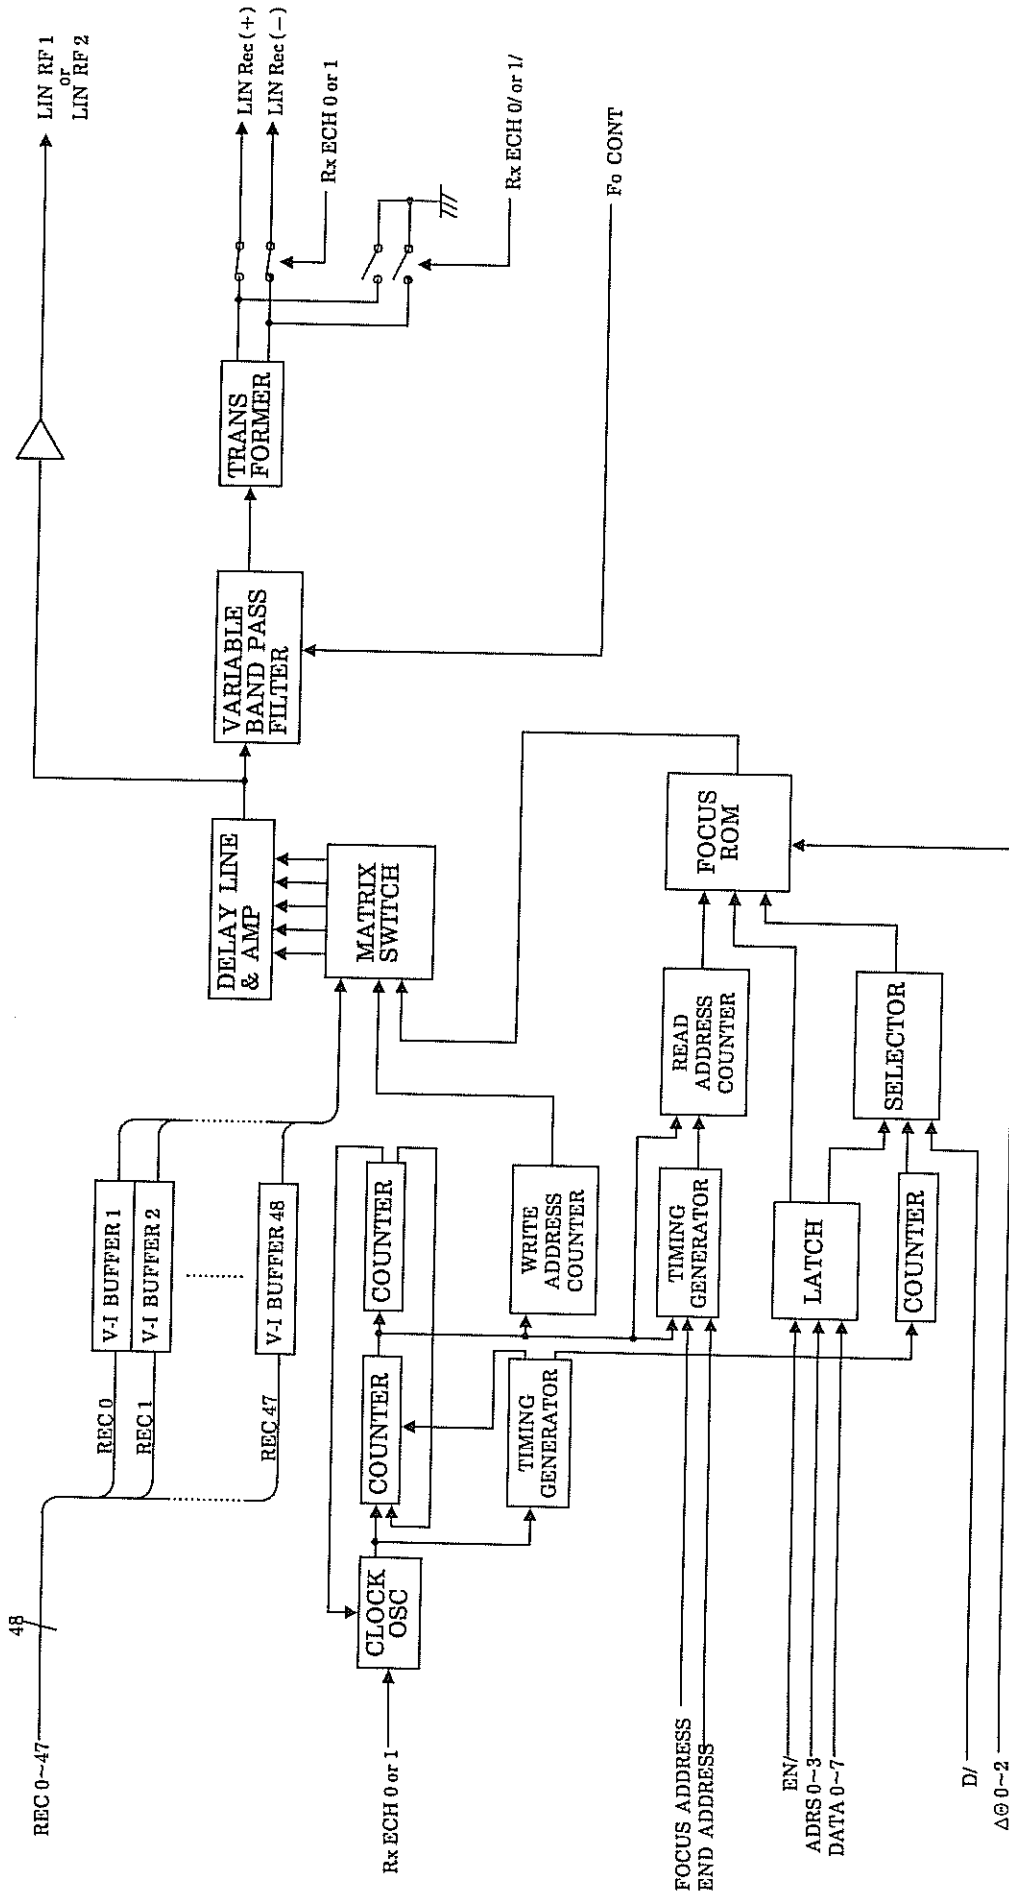 REC 0~47
48
REC 0
REC 1
REC 47
V-I BUFFER 1
V-I BUFFER 2
V-I BUFFER 48
DELAY LINE
& AMP
MATRIX
SWITCH
VARIABLE
BAND PASS
FILTER
TRANS
FORMER
LIN RF 1
or
LIN RF 2
LIN Rec (+)
LIN Rec (−)
Rx ECH 0 or 1
Rx ECH 0/ or 1/
Fo CONT
Rx ECH 0 or 1
CLOCK
OSC
COUNTER
COUNTER
TIMING
GENERATOR
WRITE
ADDRESS
COUNTER
FOCUS ADDRESS
END ADDRESS
TIMING
GENERATOR
READ
ADDRESS
COUNTER
FOCUS
ROM
EN/
ADRS 0~3
DATA 0~7
LATCH
COUNTER
SELECTOR
D/
ΔΘ 0~2